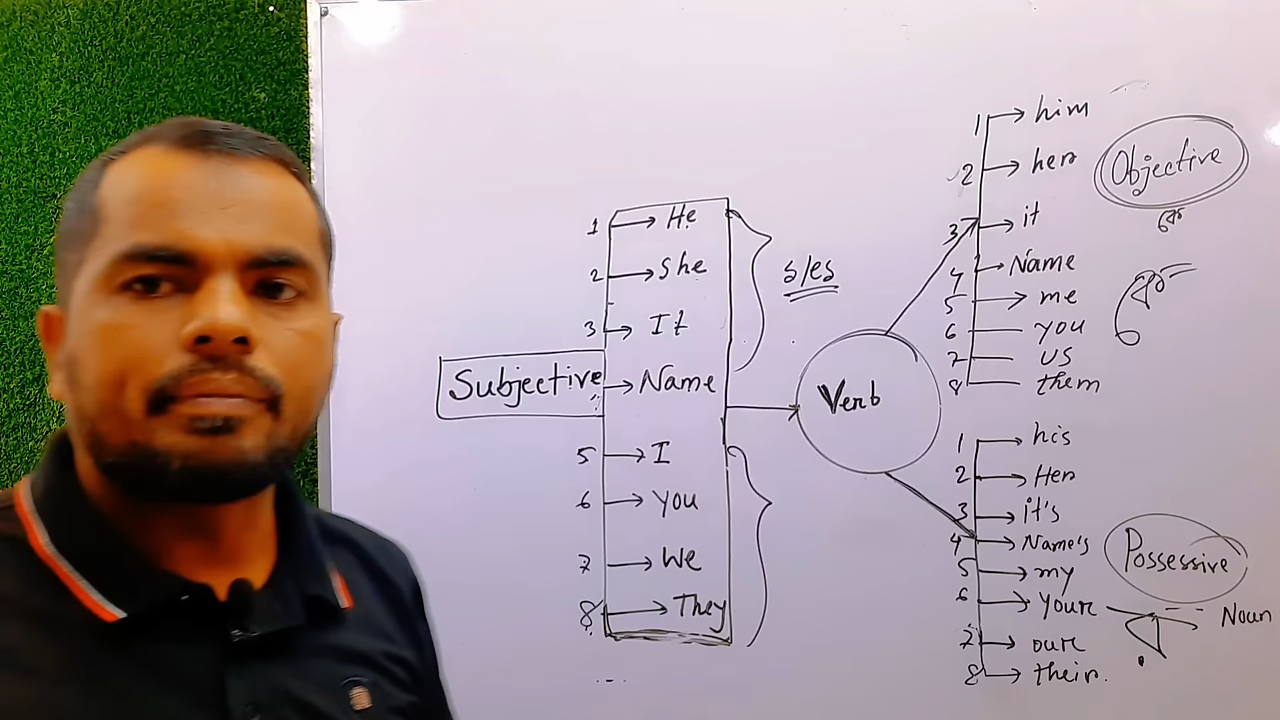 Subjective
1 → He
2 → She
3 → It
→ Name
5 → I
6 → You
7 → We
8 → They
s/es
Verb
1 → him
2 → her
3 → it
4 → Name
5 → me
6 — you
7 — us
8 — them
Objective
কে
1 → his
2 → Her
3 → it's
4 → Name's
5 → my
6 → your
7 → our
8 → their.
Possessive
Noun